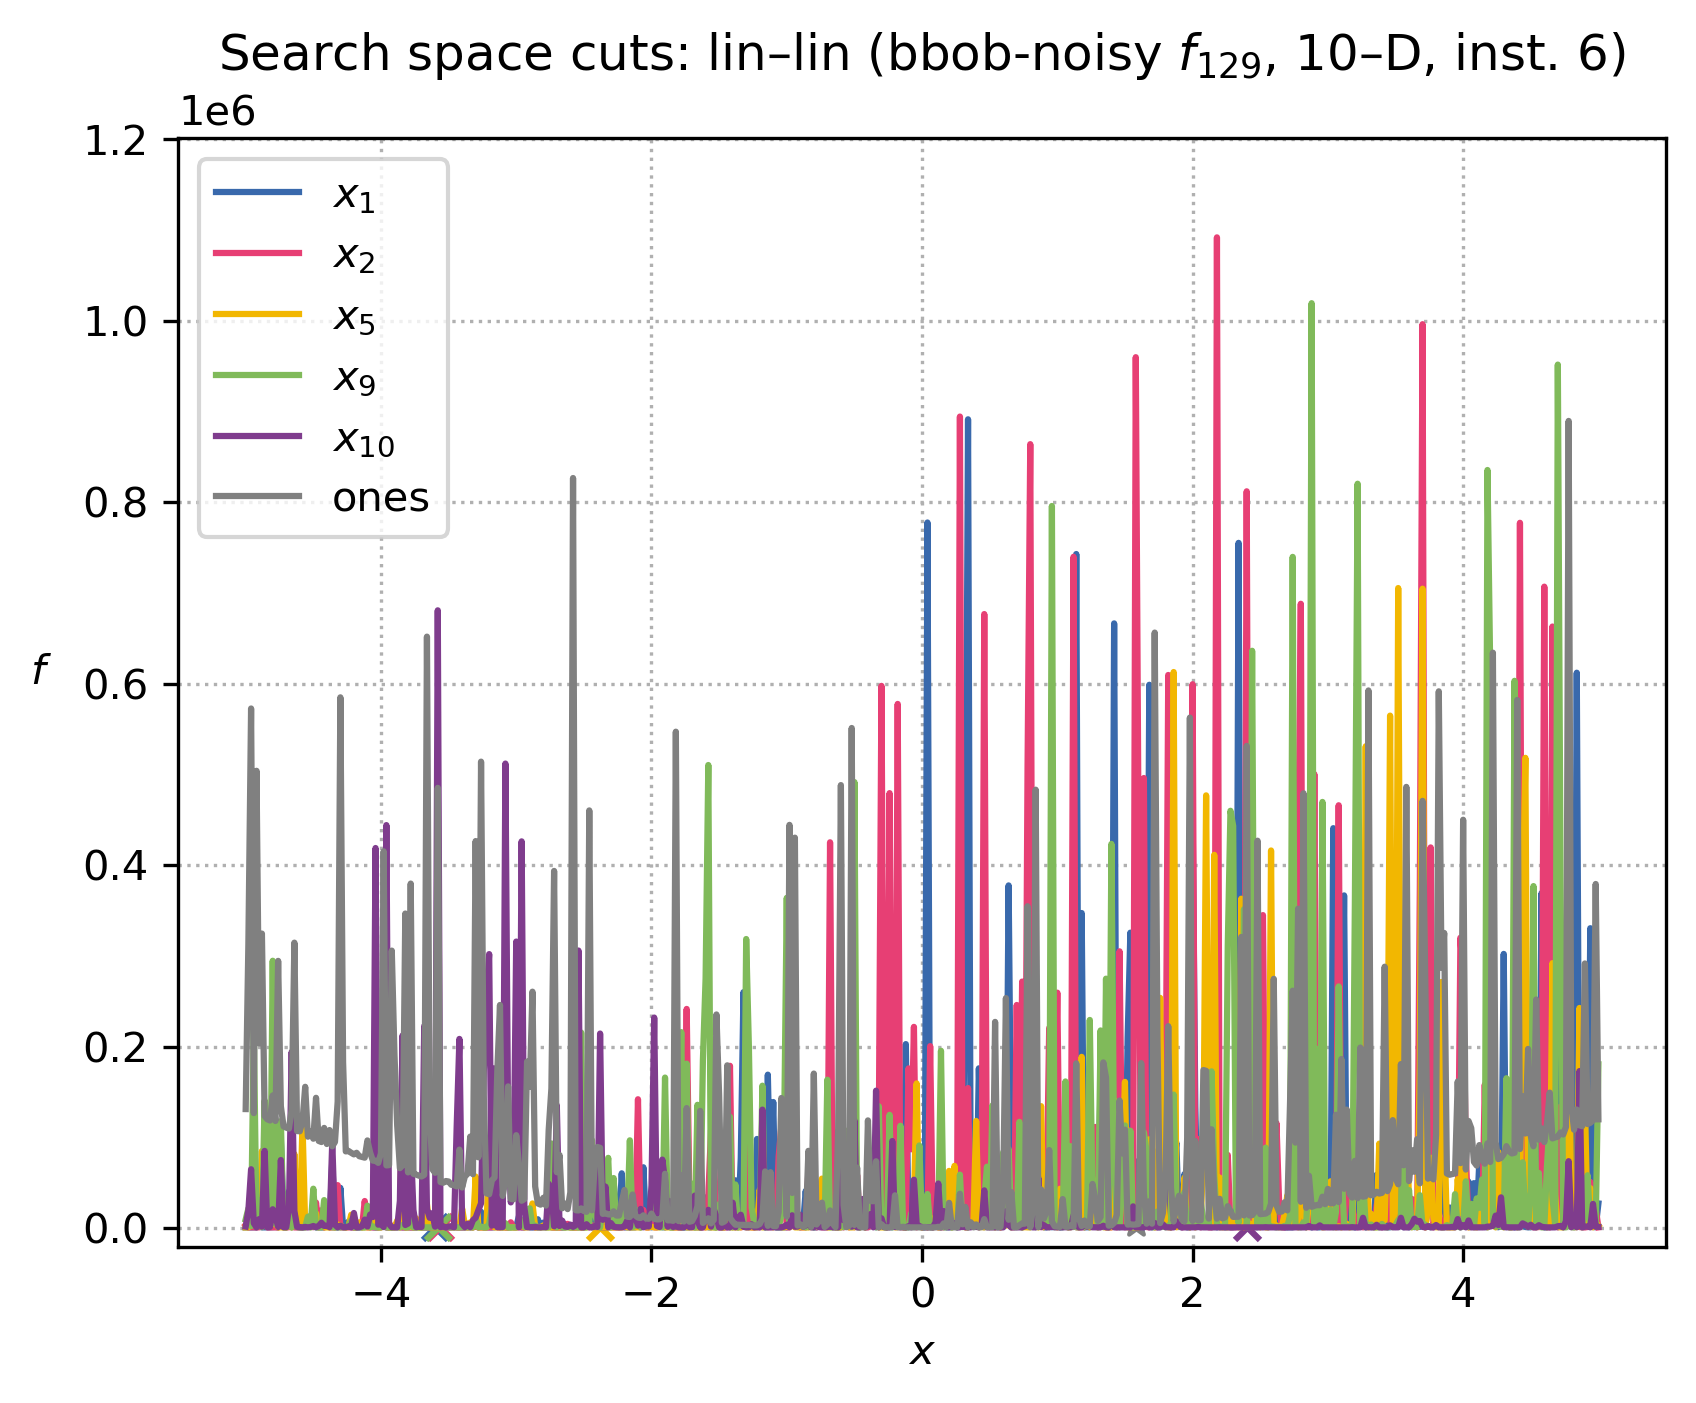 Search space cuts: lin–lin (bbob-noisy f₁₂₉, 10–D, inst. 6)
1e6
1.2
1.0
0.8
0.6
0.4
0.2
0.0
f
x₁
x₂
x₅
x₉
x₁₀
ones
−4 −2 0 2 4
x